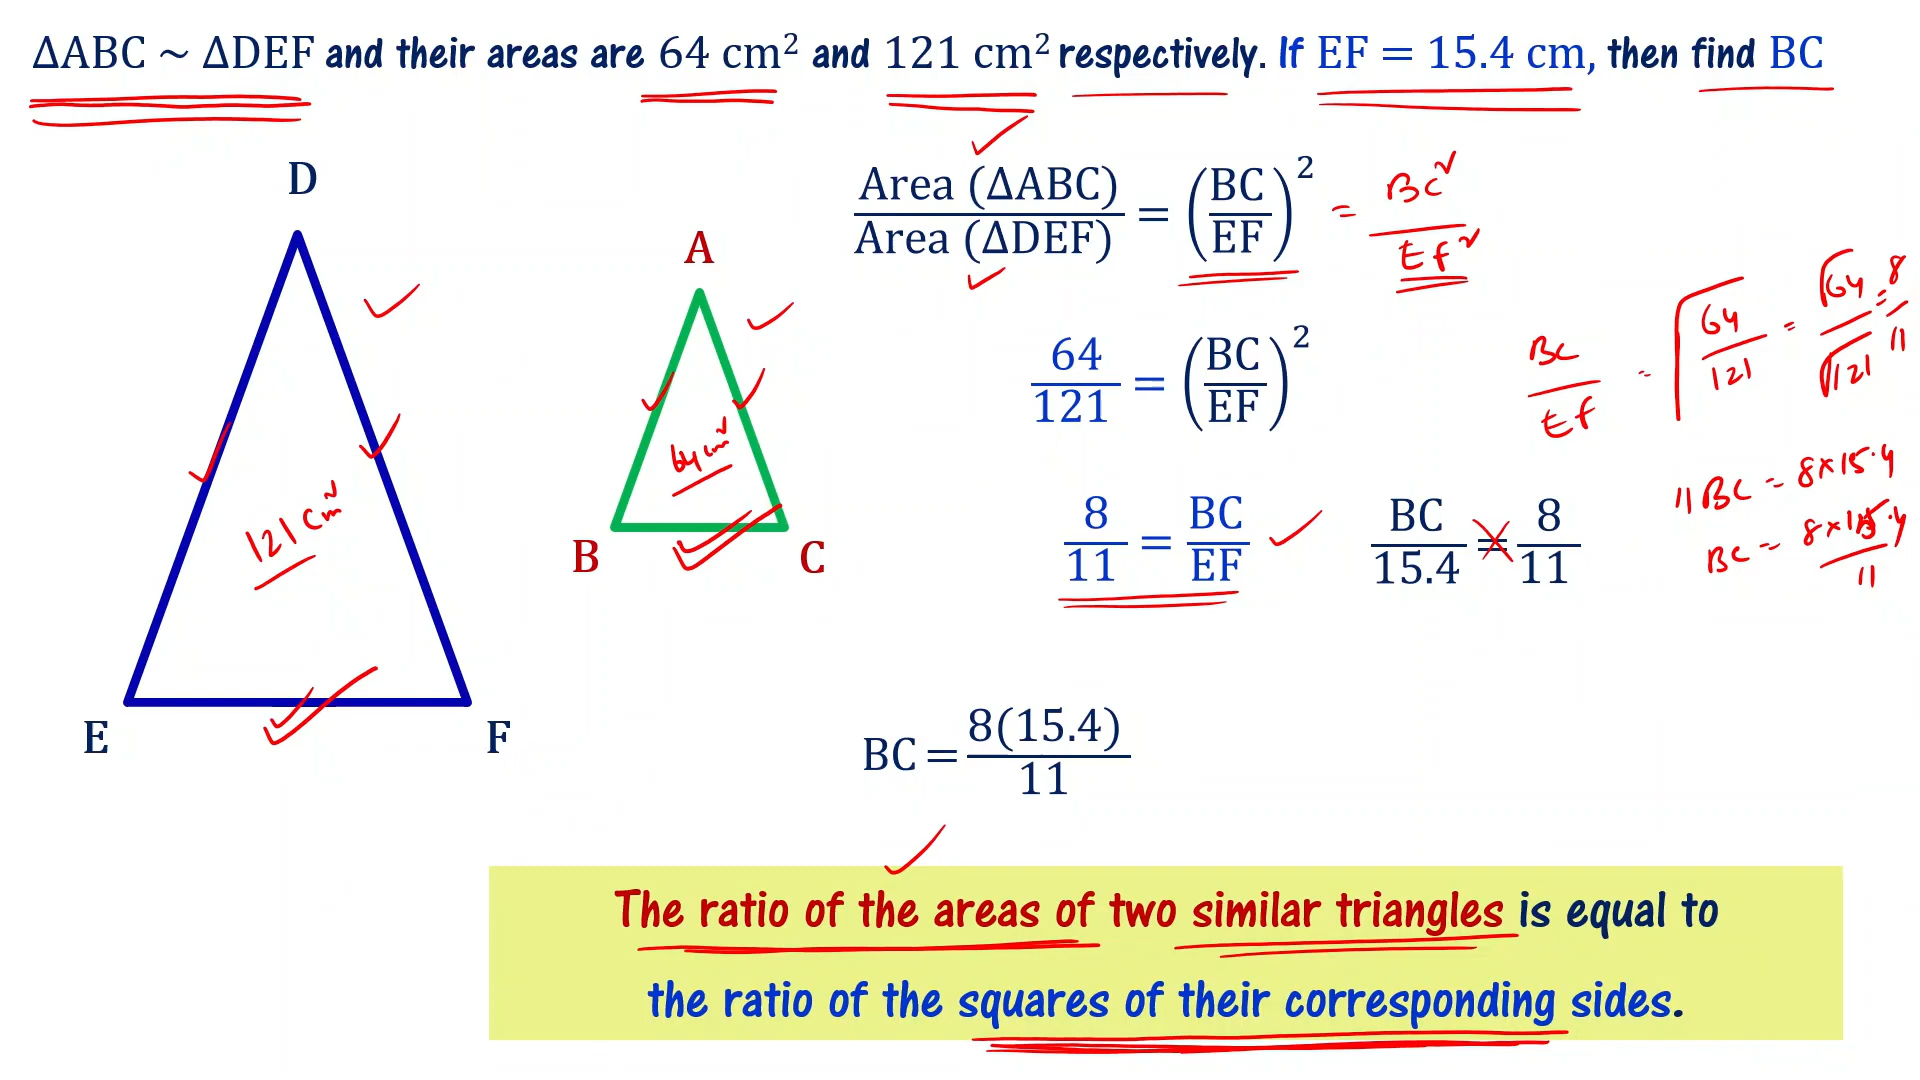 ΔABC ~ ΔDEF and their areas are 64 cm² and 121 cm² respectively. If EF = 15.4 cm, then find BC
D
A
B
C
E
F
121 cm²
64 cm²
Area (ΔABC) / Area (ΔDEF) = (BC/EF)² = BC² / EF²
64/121 = (BC/EF)²
BC/EF = √(64/121) = √64/√121 = 8/11
8/11 = BC/EF
BC/15.4 = 8/11
11 BC = 8×15.4
BC = 8×15.4/11
BC = 8(15.4)/11
The ratio of the areas of two similar triangles is equal to
the ratio of the squares of their corresponding sides.